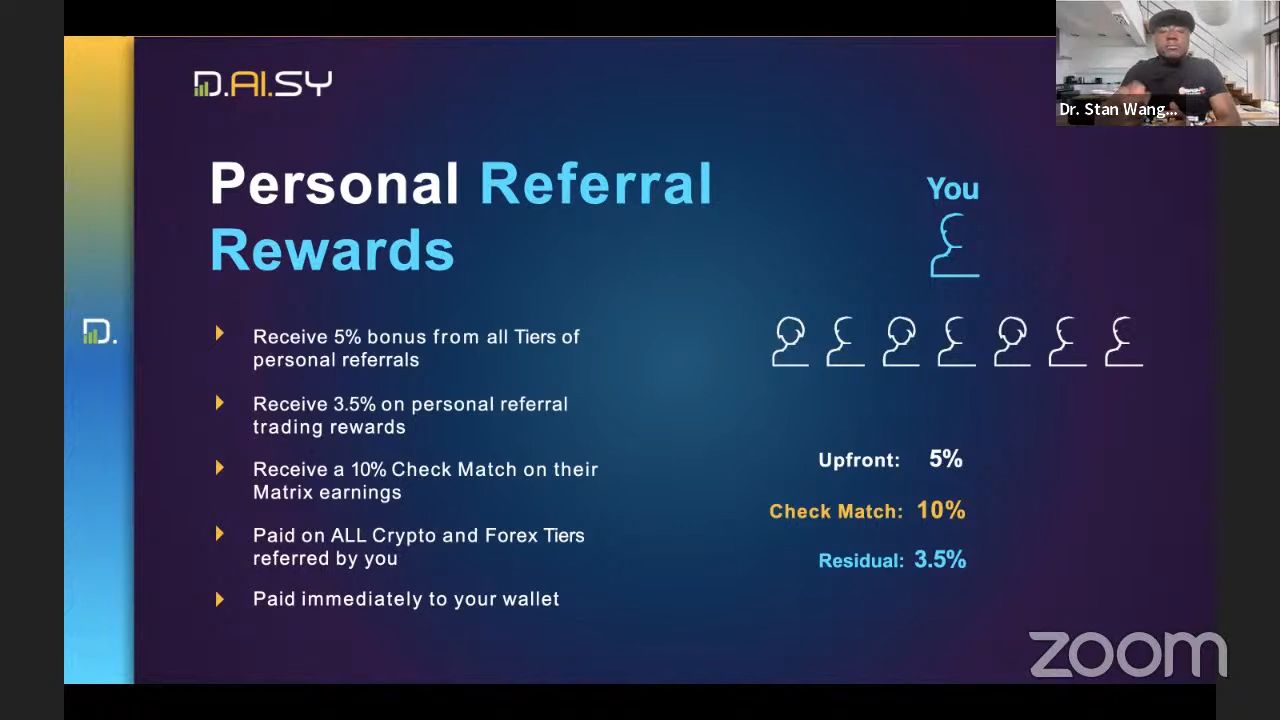 D.AI.SY
Dr. Stan Wang...
Personal Referral
Rewards
You
D.
Receive 5% bonus from all Tiers of
personal referrals
Receive 3.5% on personal referral
trading rewards
Receive a 10% Check Match on their
Matrix earnings
Paid on ALL Crypto and Forex Tiers
referred by you
Paid immediately to your wallet
Upfront: 5%
Check Match: 10%
Residual: 3.5%
zoom